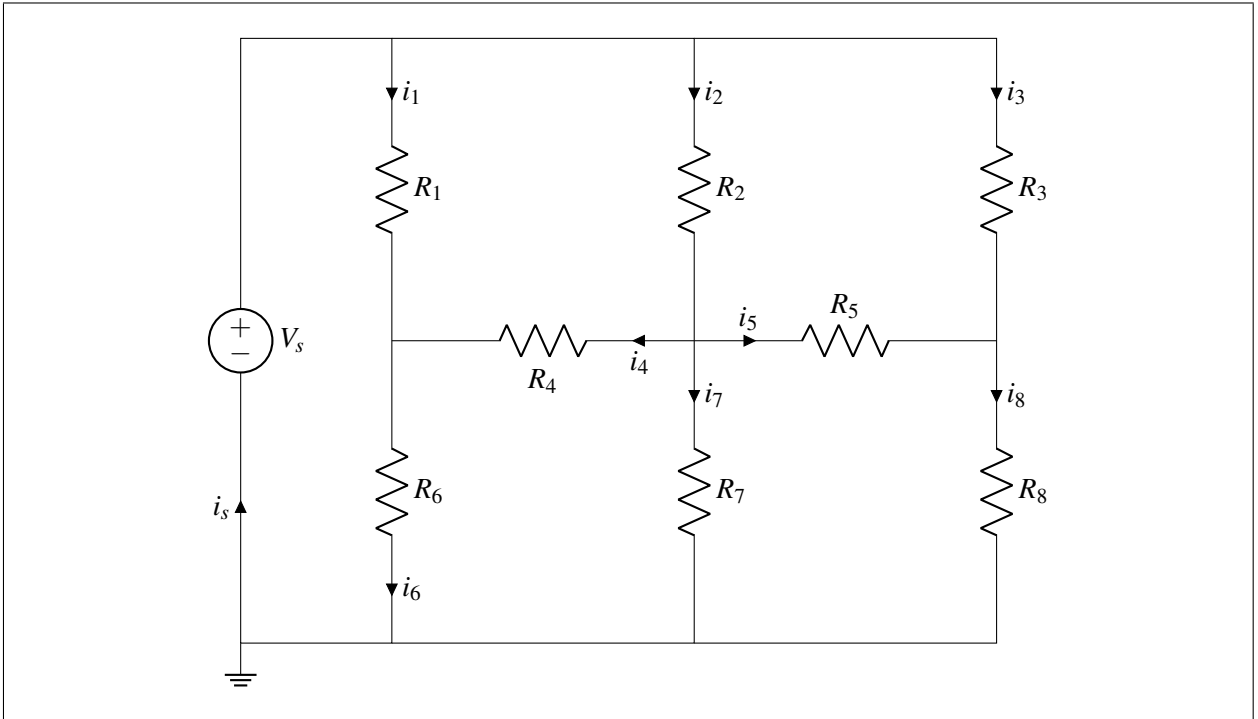 i₁ i₂ i₃
R₁ R₂ R₃
+
−
Vₛ
i₅ R₅
R₄ i₄
i₇ i₈
R₆ R₇ R₈
iₛ
i₆